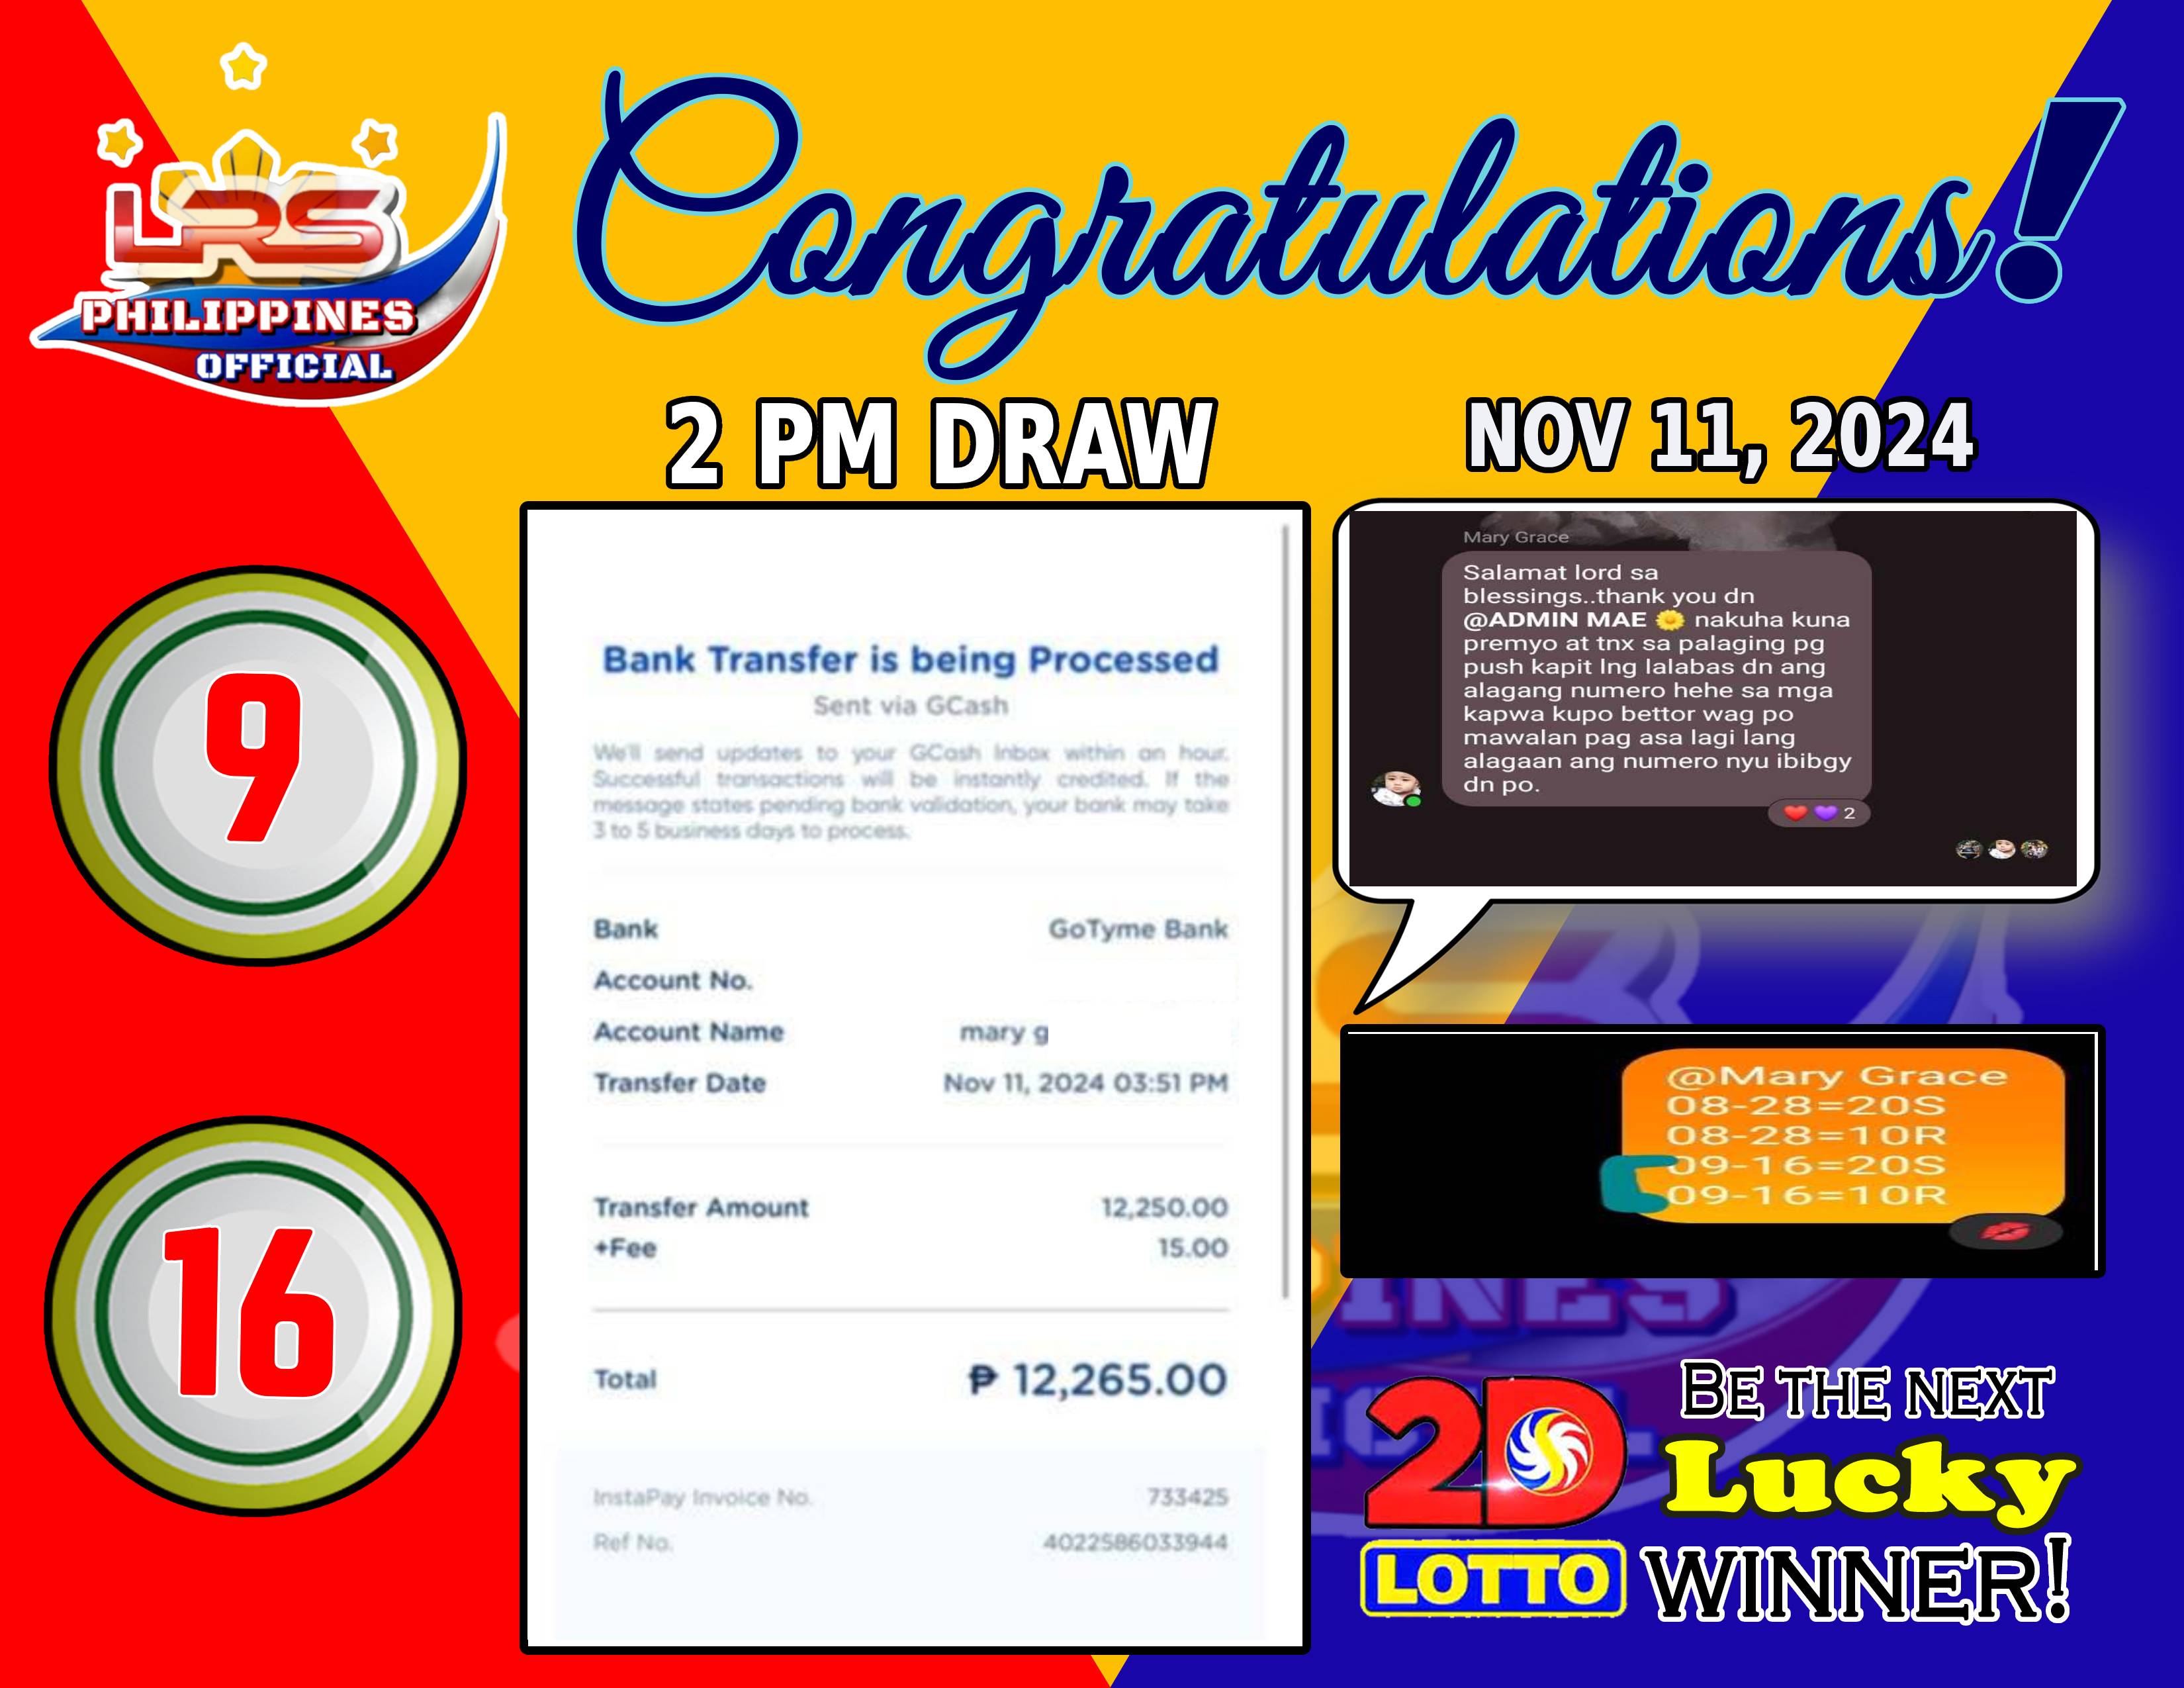 LRS
PHILIPPINES
OFFICIAL
Congratulations!
2 PM DRAW
NOV 11, 2024
9
16
Bank Transfer is being Processed
Sent via GCash
We'll send updates to your GCash Inbox within an hour.
Successful transactions will be instantly credited. If the
message states pending bank validation, your bank may take
3 to 5 business days to process.
Bank GoTyme Bank
Account No.
Account Name mary g
Transfer Date Nov 11, 2024 03:51 PM
Transfer Amount 12,250.00
+Fee 15.00
Total ₱ 12,265.00
InstaPay Invoice No. 733425
Ref No. 4022586033944
Mary Grace
Salamat lord sa
blessings..thank you dn
@ADMIN MAE 🌼 nakuha kuna
premyo at tnx sa palaging pg
push kapit lng lalabas dn ang
alagang numero hehe sa mga
kapwa kupo bettor wag po
mawalan pag asa lagi lang
alagaan ang numero nyu ibibgy
dn po.
❤️💜 2
@Mary Grace
08-28=20S
08-28=10R
09-16=20S
09-16=10R
2D
LOTTO
BE THE NEXT
Lucky
WINNER!